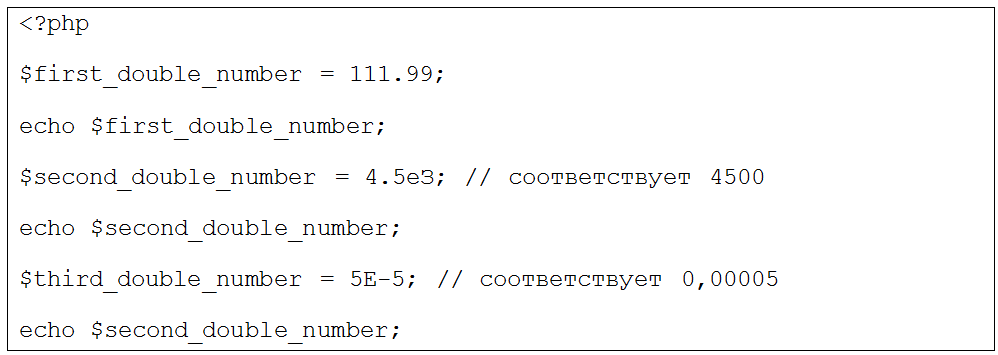 <?php
$first_double_number = 111.99;
echo $first_double_number;
$second_double_number = 4.5e3; // соответствует 4500
echo $second_double_number;
$third_double_number = 5E-5; // соответствует 0,00005
echo $second_double_number;